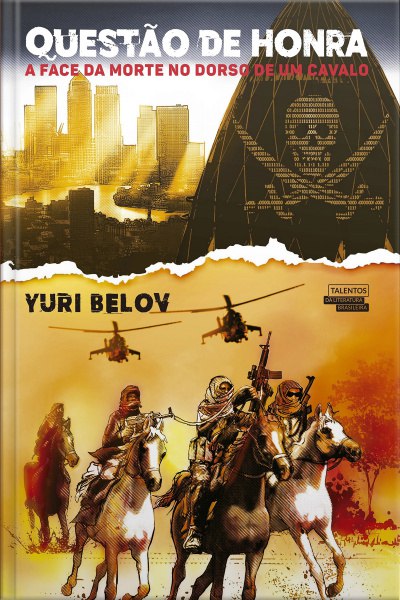 QUESTÃO DE HONRA
A FACE DA MORTE NO DORSO DE UM CAVALO
YURI BELOV
TALENTOS
DA LITERATURA
BRASILEIRA